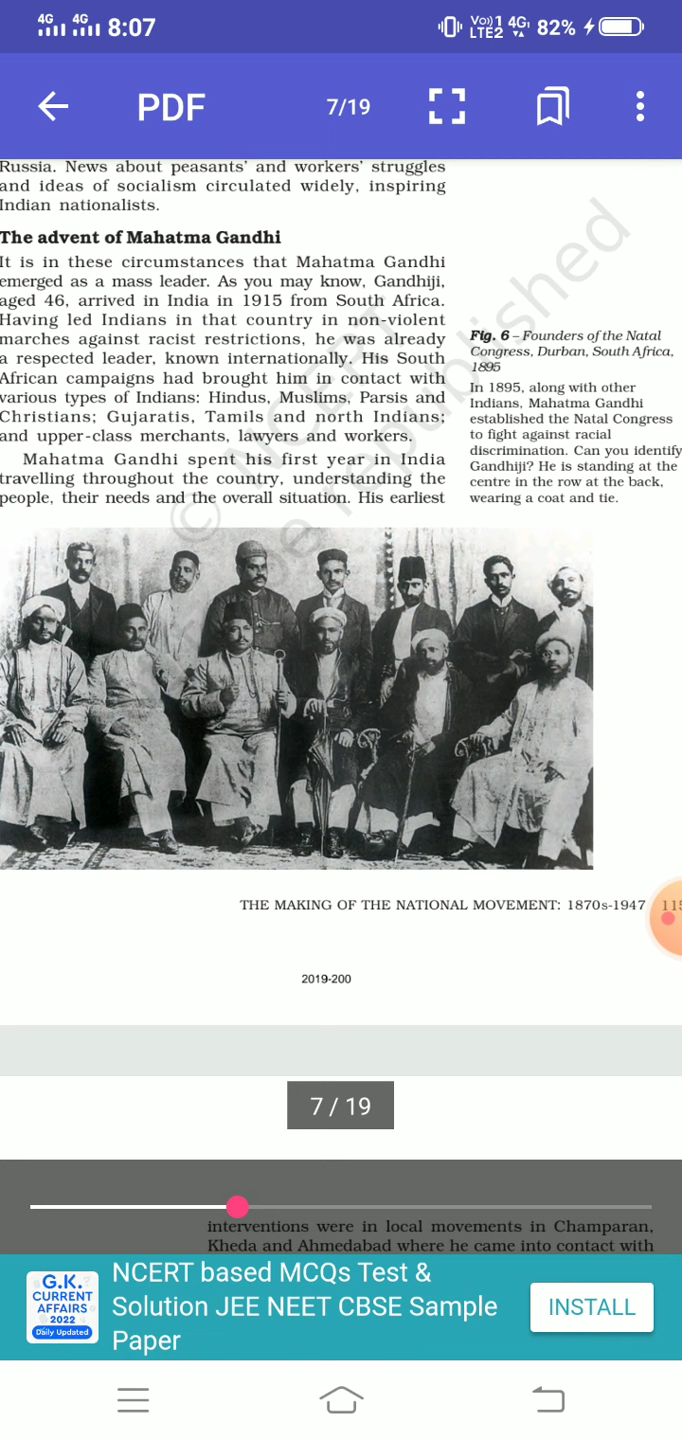 4G 4G 8:07 Vo)) 1 4G LTE2 82%
PDF 7/19
Russia. News about peasants' and workers' struggles
and ideas of socialism circulated widely, inspiring
Indian nationalists.
The advent of Mahatma Gandhi
It is in these circumstances that Mahatma Gandhi
emerged as a mass leader. As you may know, Gandhiji,
aged 46, arrived in India in 1915 from South Africa.
Having led Indians in that country in non-violent
marches against racist restrictions, he was already
a respected leader, known internationally. His South
African campaigns had brought him in contact with
various types of Indians: Hindus, Muslims, Parsis and
Christians; Gujaratis, Tamils and north Indians;
and upper-class merchants, lawyers and workers.
Mahatma Gandhi spent his first year in India
travelling throughout the country, understanding the
people, their needs and the overall situation. His earliest
Fig. 6 – Founders of the Natal
Congress, Durban, South Africa,
1895
In 1895, along with other
Indians, Mahatma Gandhi
established the Natal Congress
to fight against racial
discrimination. Can you identify
Gandhiji? He is standing at the
centre in the row at the back,
wearing a coat and tie.
© NCERT
be republished
THE MAKING OF THE NATIONAL MOVEMENT: 1870s-1947 115
2019-200
7 / 19
interventions were in local movements in Champaran,
Kheda and Ahmedabad where he came into contact with
G.K.
CURRENT
AFFAIRS
2022
Daily Updated
NCERT based MCQs Test &
Solution JEE NEET CBSE Sample
Paper
INSTALL